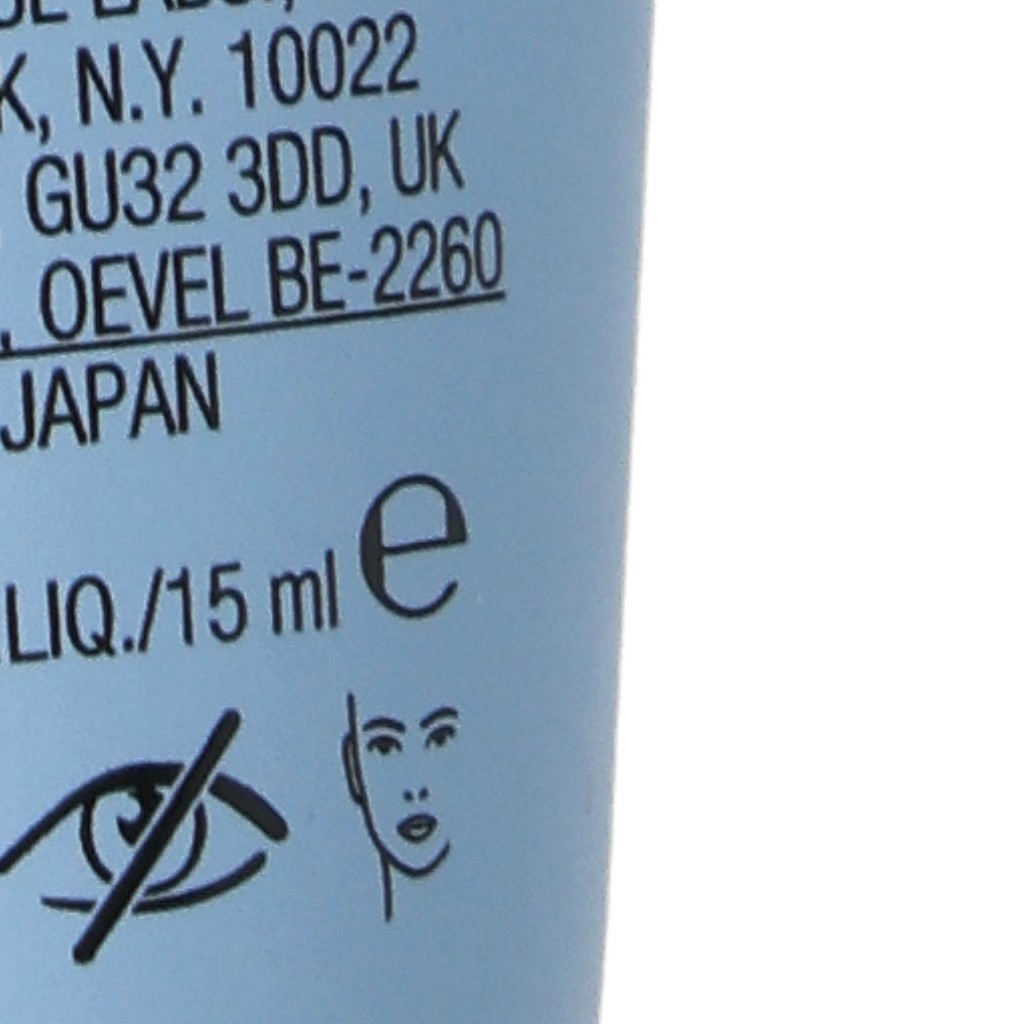 K, N.Y. 10022
GU32 3DD, UK
, OEVEL BE-2260
JAPAN
LIQ./15 ml e